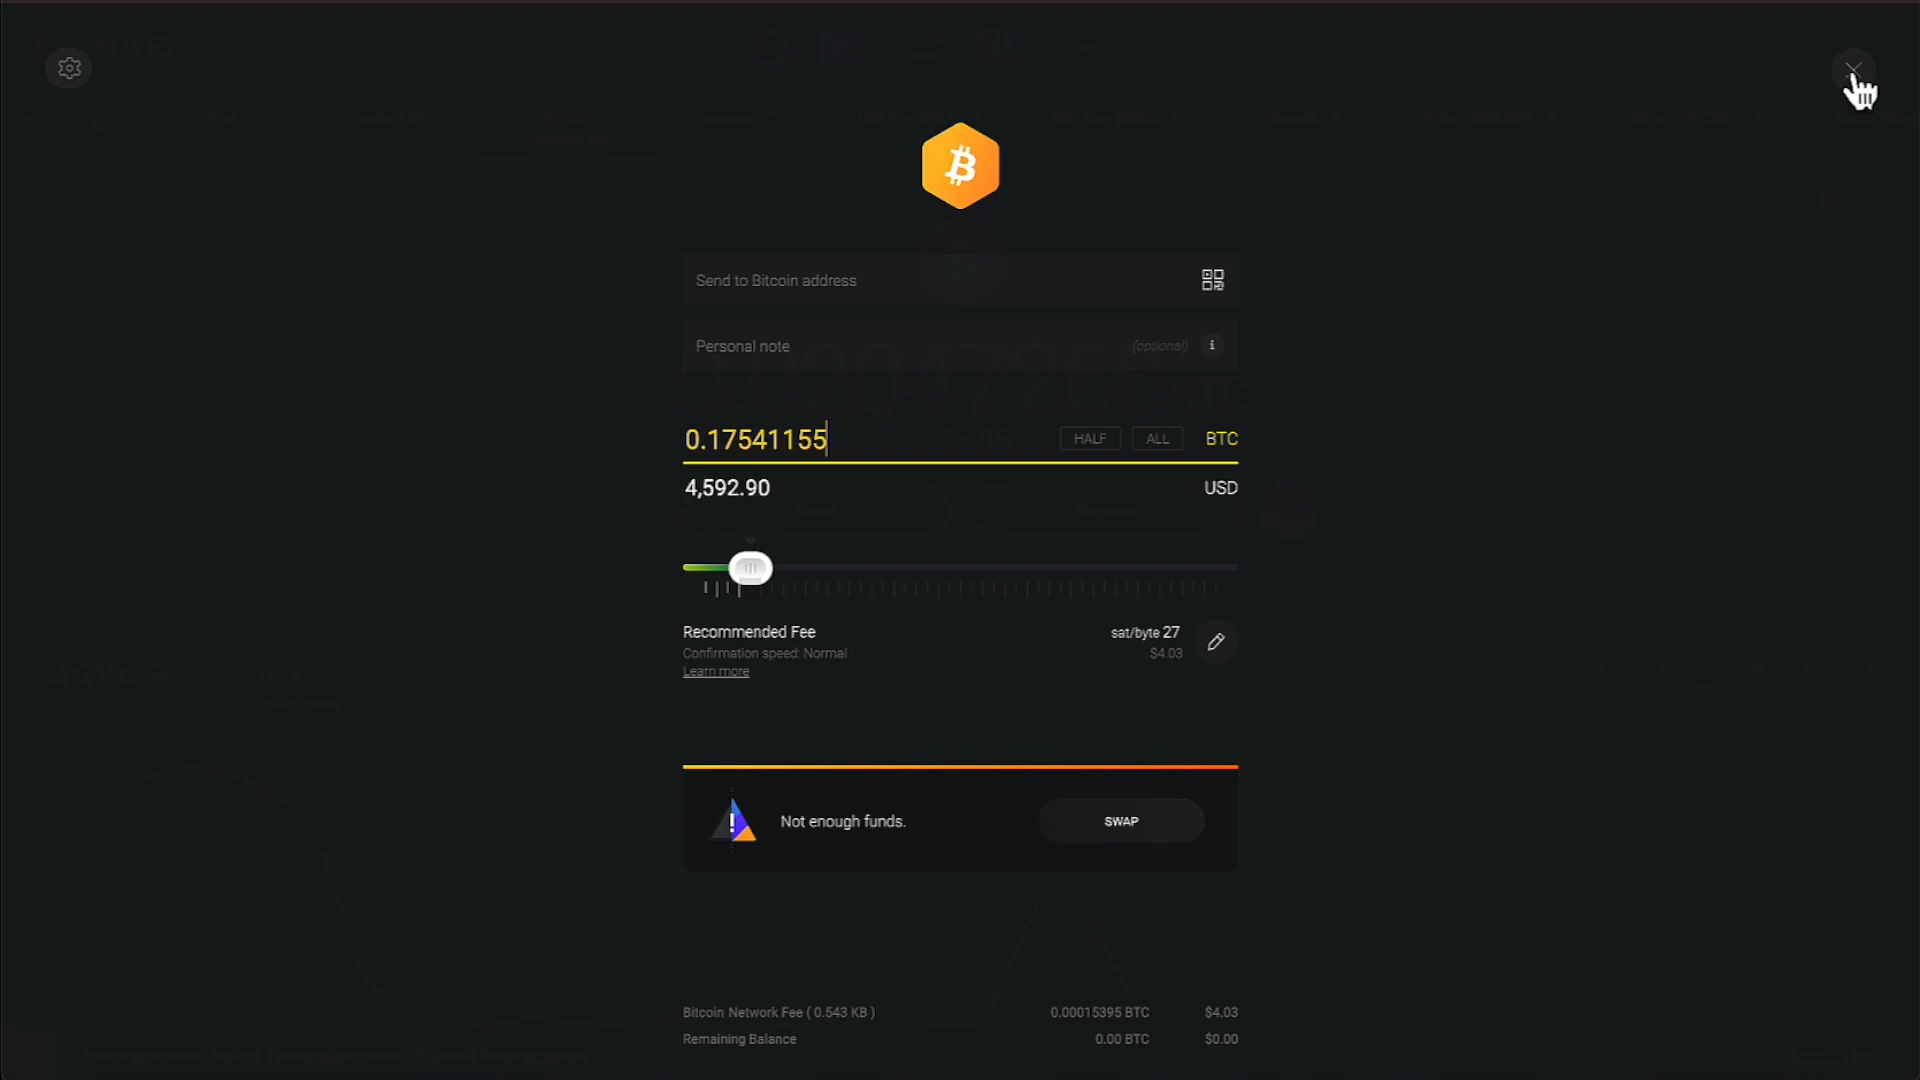 Send to Bitcoin address
Personal note (optional) i
0.17541155 HALF ALL BTC
4,592.90 USD
Recommended Fee sat/byte 27
Confirmation speed: Normal $4.03
Learn more
Not enough funds. SWAP
Bitcoin Network Fee ( 0.543 KB ) 0.00015395 BTC $4.03
Remaining Balance 0.00 BTC $0.00